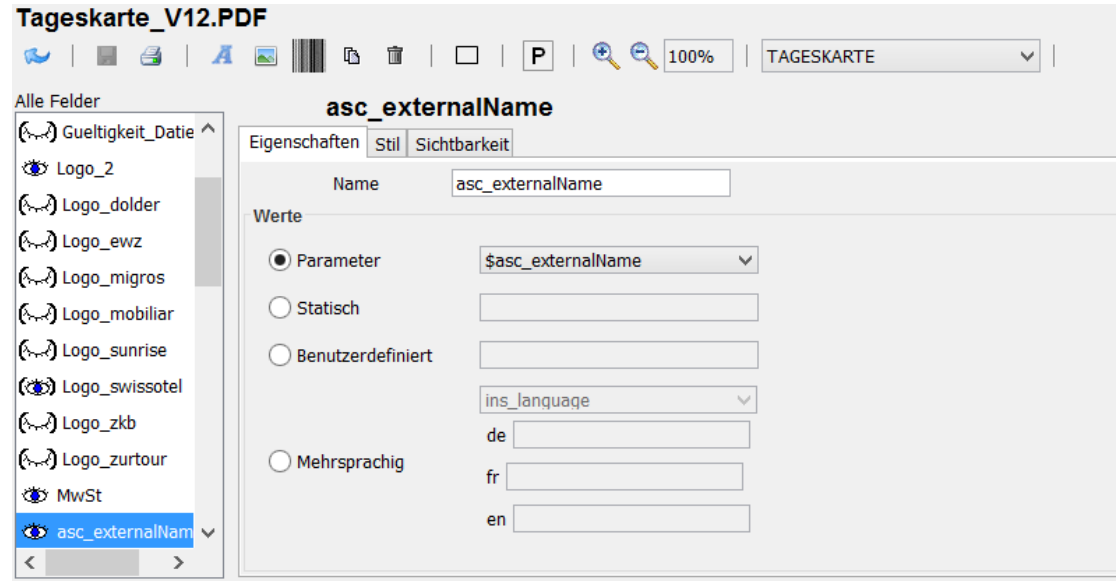 Tageskarte_V12.PDF
A P 100% TAGESKARTE
Alle Felder
asc_externalName
Gueltigkeit_Datie
Logo_2
Logo_dolder
Logo_ewz
Logo_migros
Logo_mobiliar
Logo_sunrise
Logo_swissotel
Logo_zkb
Logo_zurtour
MwSt
asc_externalNam
Eigenschaften Stil Sichtbarkeit
Name asc_externalName
Werte
Parameter $asc_externalName
Statisch
Benutzerdefiniert
ins_language
Mehrsprachig
de
fr
en